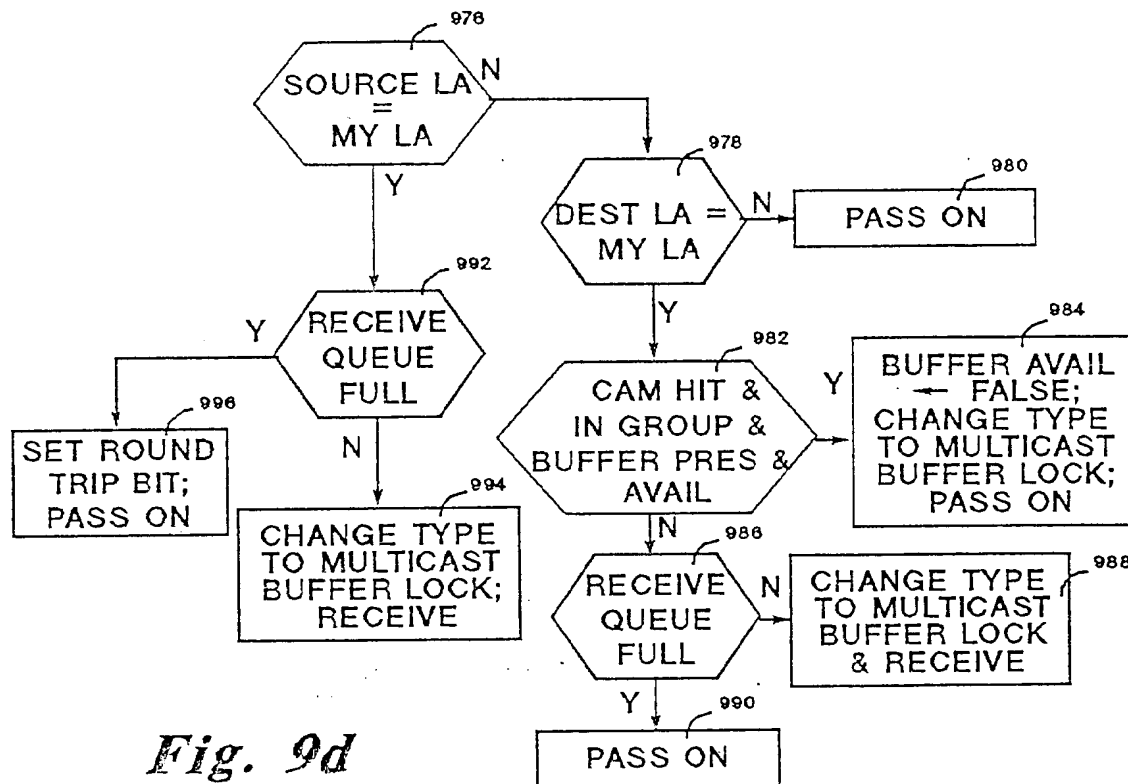 976
SOURCE LA
=
MY LA
N
Y
978
DEST LA =
MY LA
N
980
PASS ON
Y
992
RECEIVE
QUEUE
FULL
Y
N
996
SET ROUND
TRIP BIT;
PASS ON
994
CHANGE TYPE
TO MULTICAST
BUFFER LOCK;
RECEIVE
982
CAM HIT &
IN GROUP &
BUFFER PRES &
AVAIL
Y
N
984
BUFFER AVAIL
← FALSE;
CHANGE TYPE
TO MULTICAST
BUFFER LOCK;
PASS ON
986
RECEIVE
QUEUE
FULL
N
Y
988
CHANGE TYPE
TO MULTICAST
BUFFER LOCK
& RECEIVE
990
PASS ON
Fig. 9d